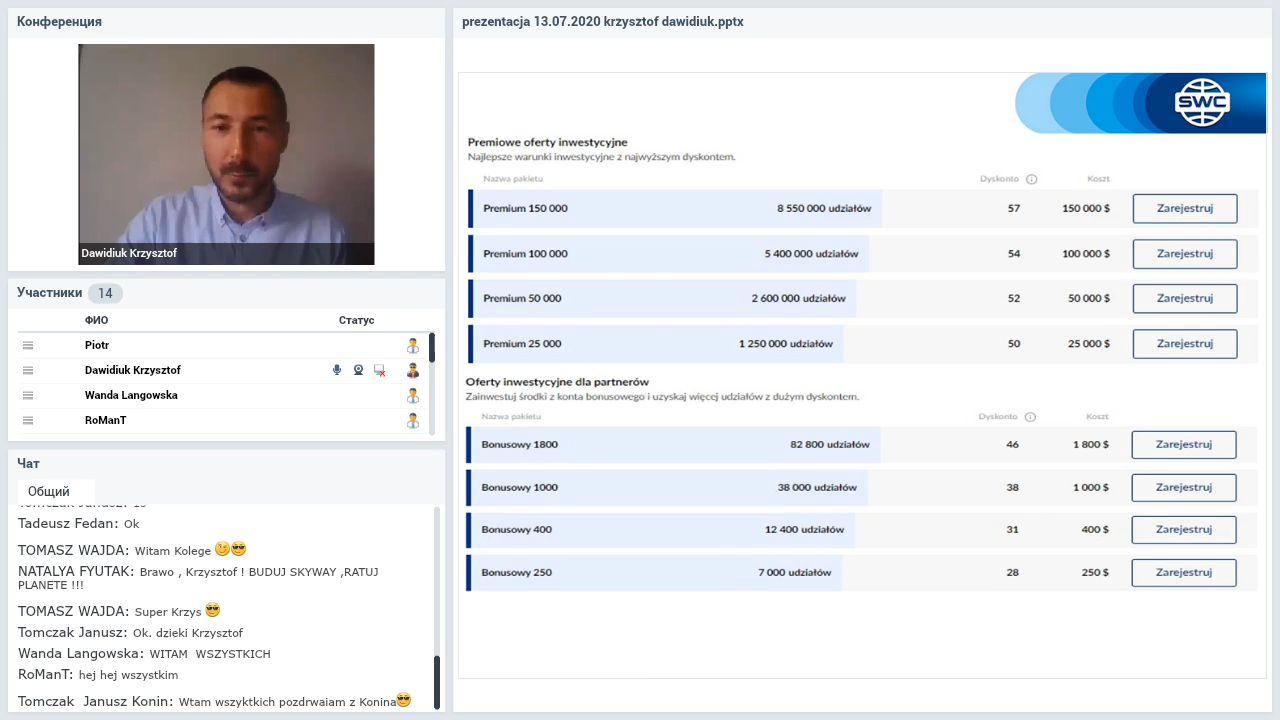 Конференция
Dawidiuk Krzysztof
Участники 14
ФИО Статус
Piotr
Dawidiuk Krzysztof
Wanda Langowska
RoManT
Чат
Общий
Tadeusz Fedan: Ok
TOMASZ WAJDA: Witam Kolege
NATALYA FYUTAK: Brawo , Krzysztof ! BUDUJ SKYWAY ,RATUJ
PLANETE !!!
TOMASZ WAJDA: Super Krzys
Tomczak Janusz: Ok. dzieki Krzysztof
Wanda Langowska: WITAM WSZYSTKICH
RoManT: hej hej wszystkim
Tomczak Janusz Konin: Wtam wszyktkich pozdrwaiam z Konina
prezentacja 13.07.2020 krzysztof dawidiuk.pptx
SWC
Premiowe oferty inwestycyjne
Najlepsze warunki inwestycyjne z najwyższym dyskontem.
Nazwa pakietu Dyskonto Koszt
Premium 150 000 8 550 000 udziałów 57 150 000 $ Zarejestruj
Premium 100 000 5 400 000 udziałów 54 100 000 $ Zarejestruj
Premium 50 000 2 600 000 udziałów 52 50 000 $ Zarejestruj
Premium 25 000 1 250 000 udziałów 50 25 000 $ Zarejestruj
Oferty inwestycyjne dla partnerów
Zainwestuj środki z konta bonusowego i uzyskaj więcej udziałów z dużym dyskontem.
Nazwa pakietu Dyskonto Koszt
Bonusowy 1800 82 800 udziałów 46 1 800 $ Zarejestruj
Bonusowy 1000 38 000 udziałów 38 1 000 $ Zarejestruj
Bonusowy 400 12 400 udziałów 31 400 $ Zarejestruj
Bonusowy 250 7 000 udziałów 28 250 $ Zarejestruj